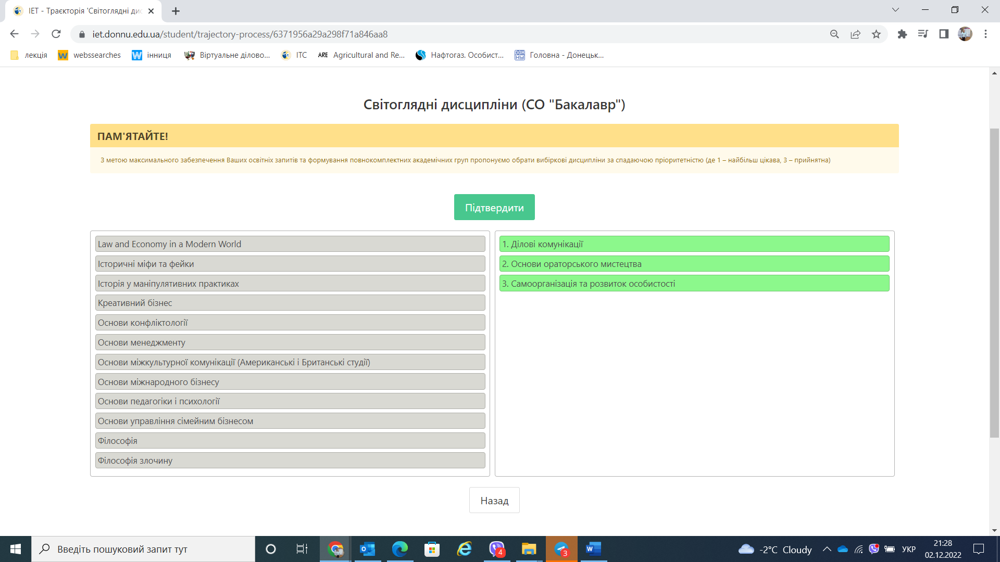 ІЕТ - Траєкторія 'Світоглядні дис
iet.donnu.edu.ua/student/trajectory-process/6371956a29a298f71a846aa8
лекція
webssearches
інниця
Віртуальне ділово...
ITC
ARE Agricultural and Re...
Нафтогаз. Особист...
Головна - Донецьк...
Світоглядні дисципліни (СО "Бакалавр")
ПАМ'ЯТАЙТЕ!
З метою максимального забезпечення Ваших освітніх запитів та формування повнокомплектних академічних груп пропонуємо обрати вибіркові дисципліни за спадаючою пріоритетністю (де 1 – найбільш цікава, 3 – прийнятна)
Підтвердити
Law and Economy in a Modern World
Історичні міфи та фейки
Історія у маніпулятивних практиках
Креативний бізнес
Основи конфліктології
Основи менеджменту
Основи міжкультурної комунікації (Американські і Британські студії)
Основи міжнародного бізнесу
Основи педагогіки і психології
Основи управління сімейним бізнесом
Філософія
Філософія злочину
1. Ділові комунікації
2. Основи ораторського мистецтва
3. Самоорганізація та розвиток особистості
Назад
Введіть пошуковий запит тут
4
3
-2°C Cloudy
УКР
21:28
02.12.2022